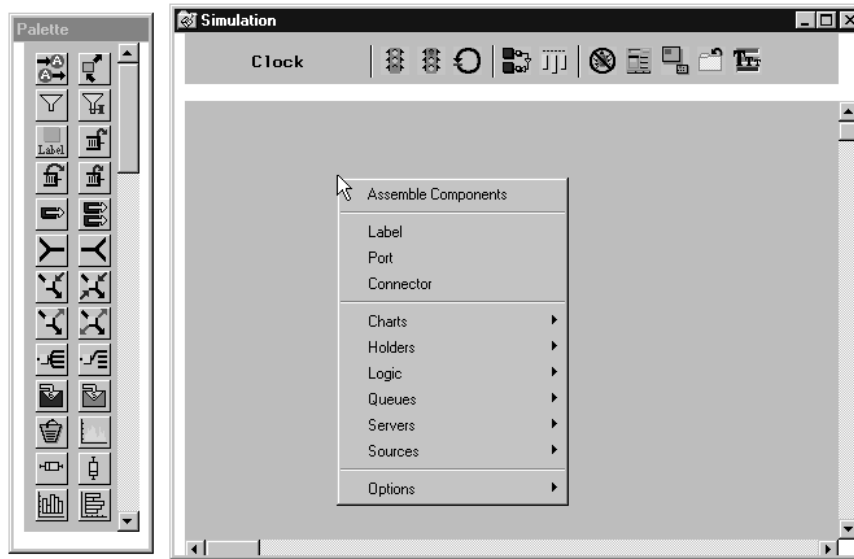 Palette
Label
Simulation
Clock
Assemble Components
Label
Port
Connector
Charts
Holders
Logic
Queues
Servers
Sources
Options